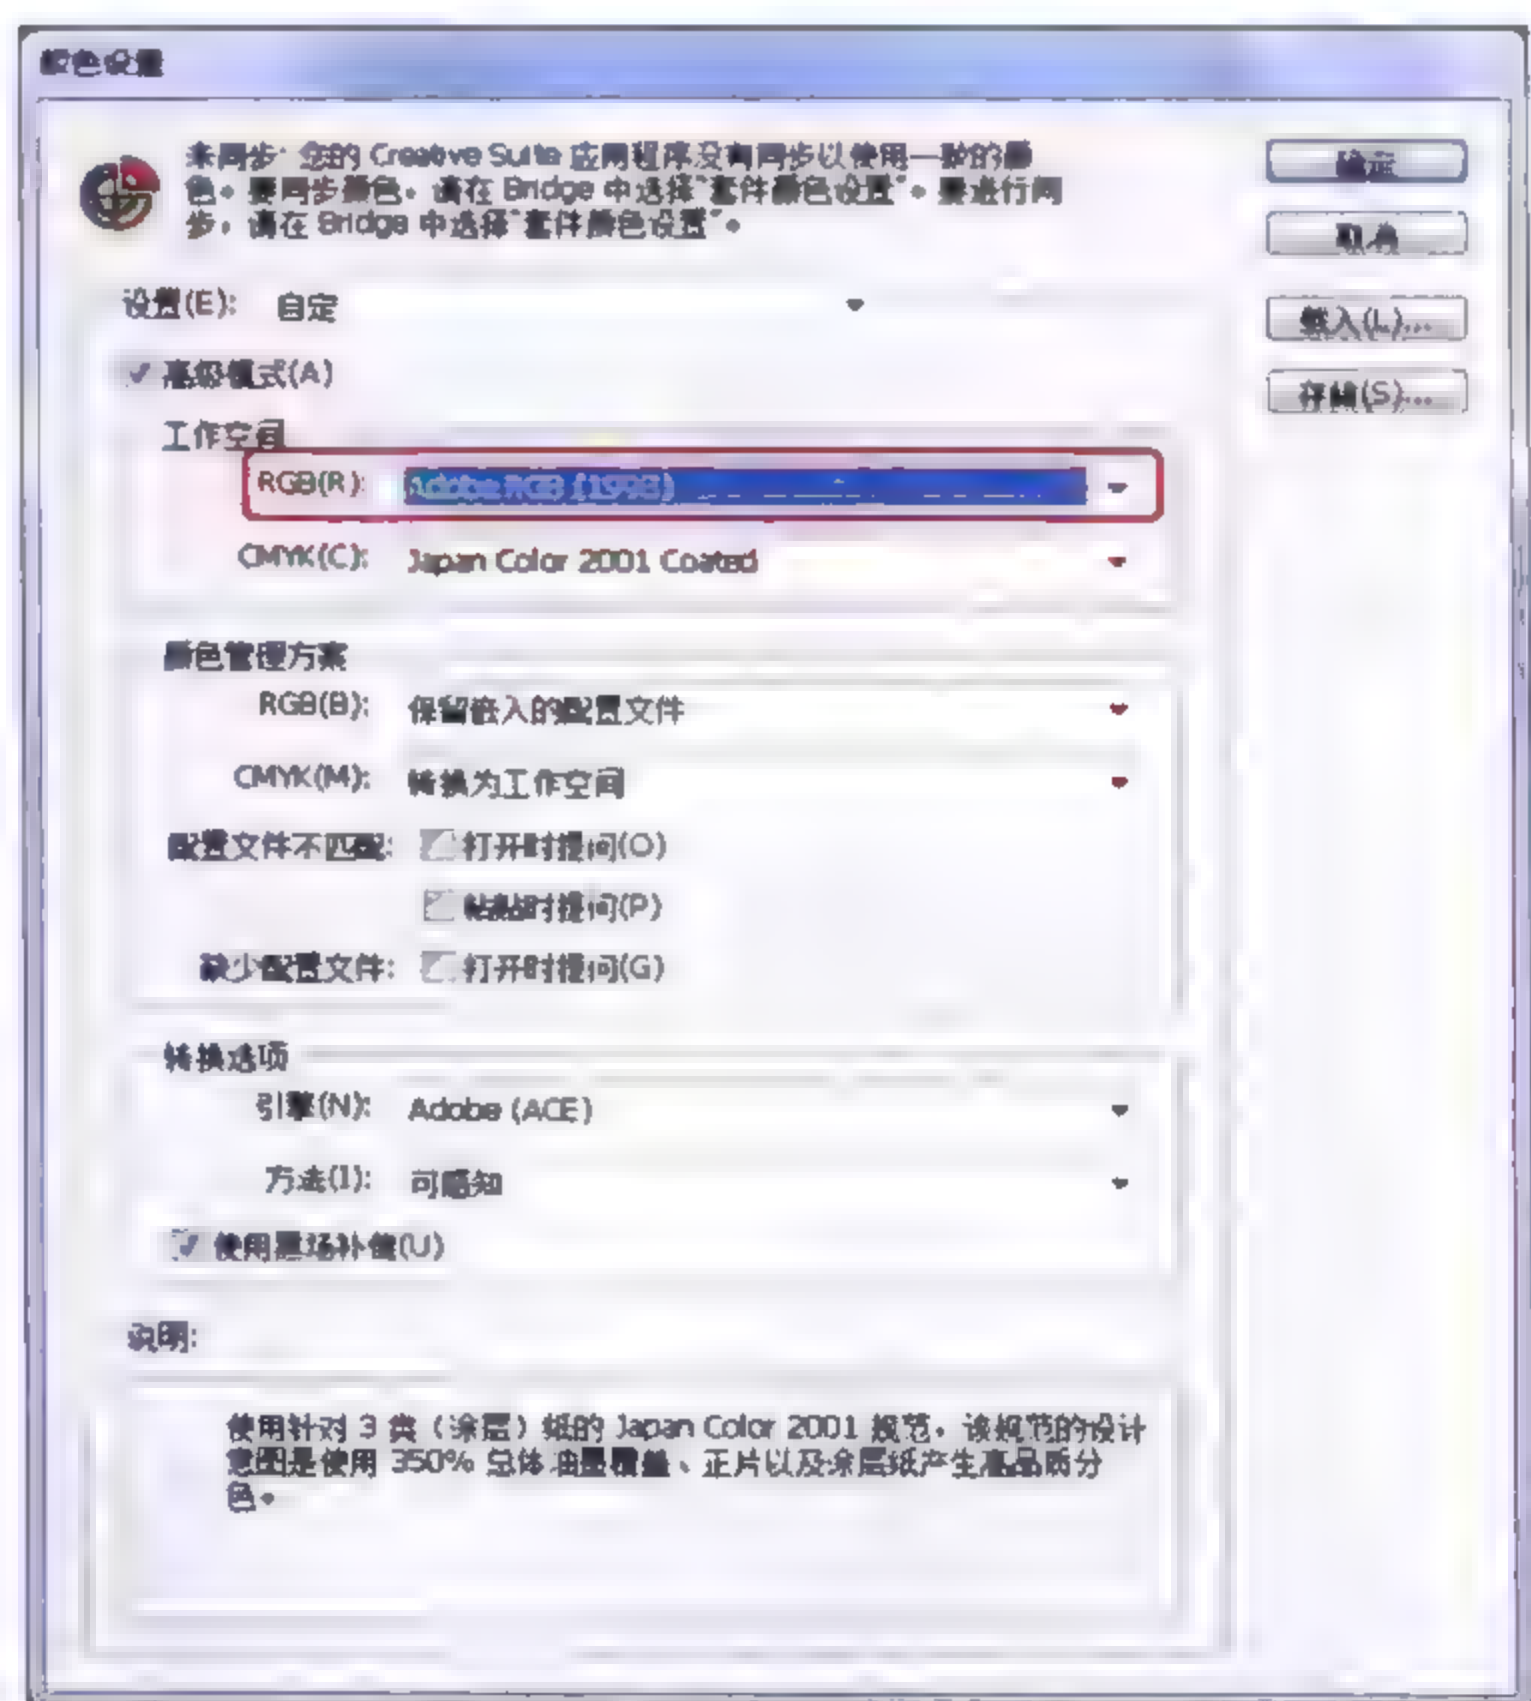 颜色设置
未同步: 您的 Creative Suite 应用程序没有同步以使用一致的颜
色。要同步颜色,请在 Bridge 中选择“套件颜色设置”。要进行同
步,请在 Bridge 中选择“套件颜色设置”。
确定
取消
载入(L)...
存储(S)...
设置(E): 自定
高级模式(A)
工作空间
RGB(R): Adobe RGB (1998)
CMYK(C): Japan Color 2001 Coated
颜色管理方案
RGB(B): 保留嵌入的配置文件
CMYK(M): 转换为工作空间
配置文件不匹配: 打开时提问(O)
粘贴时提问(P)
缺少配置文件: 打开时提问(G)
转换选项
引擎(N): Adobe (ACE)
方法(I): 可感知
使用黑场补偿(U)
说明:
使用针对 3 类（涂层）纸的 Japan Color 2001 规范。该规范的设计
意图是使用 350% 总体油墨覆盖、正片以及涂层纸产生高品质分
色。